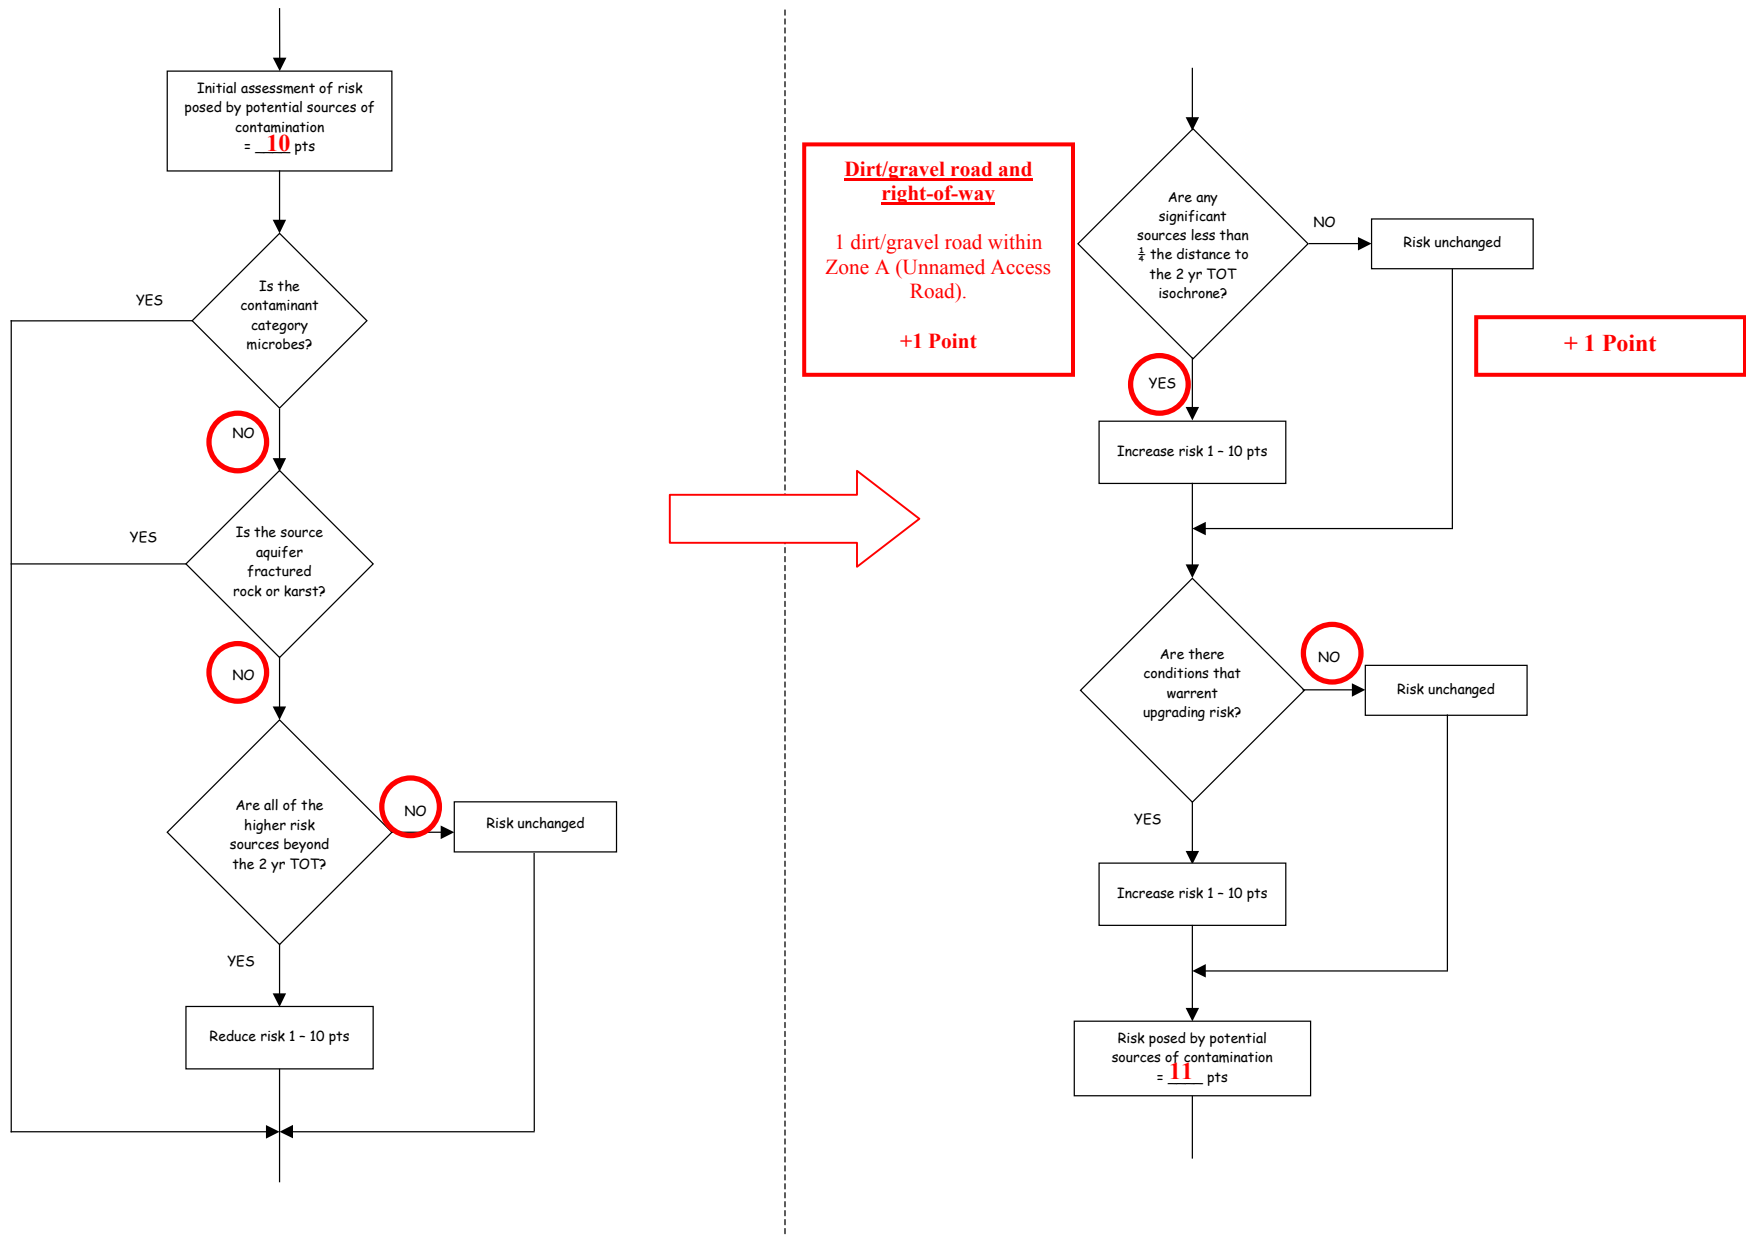 Initial assessment of risk
posed by potential sources of
contamination
= 10 pts
Is the
contaminant
category
microbes?
YES
NO
Is the source
aquifer
fractured
rock or karst?
YES
NO
Are all of the
higher risk
sources beyond
the 2 yr TOT?
NO
Risk unchanged
YES
Reduce risk 1 – 10 pts
Dirt/gravel road and
right-of-way
1 dirt/gravel road within
Zone A (Unnamed Access
Road).
+1 Point
Are any
significant
sources less than
¼ the distance to
the 2 yr TOT
isochrone?
NO
Risk unchanged
+ 1 Point
YES
Increase risk 1 – 10 pts
Are there
conditions that
warrent
upgrading risk?
NO
Risk unchanged
YES
Increase risk 1 – 10 pts
Risk posed by potential
sources of contamination
= 11 pts